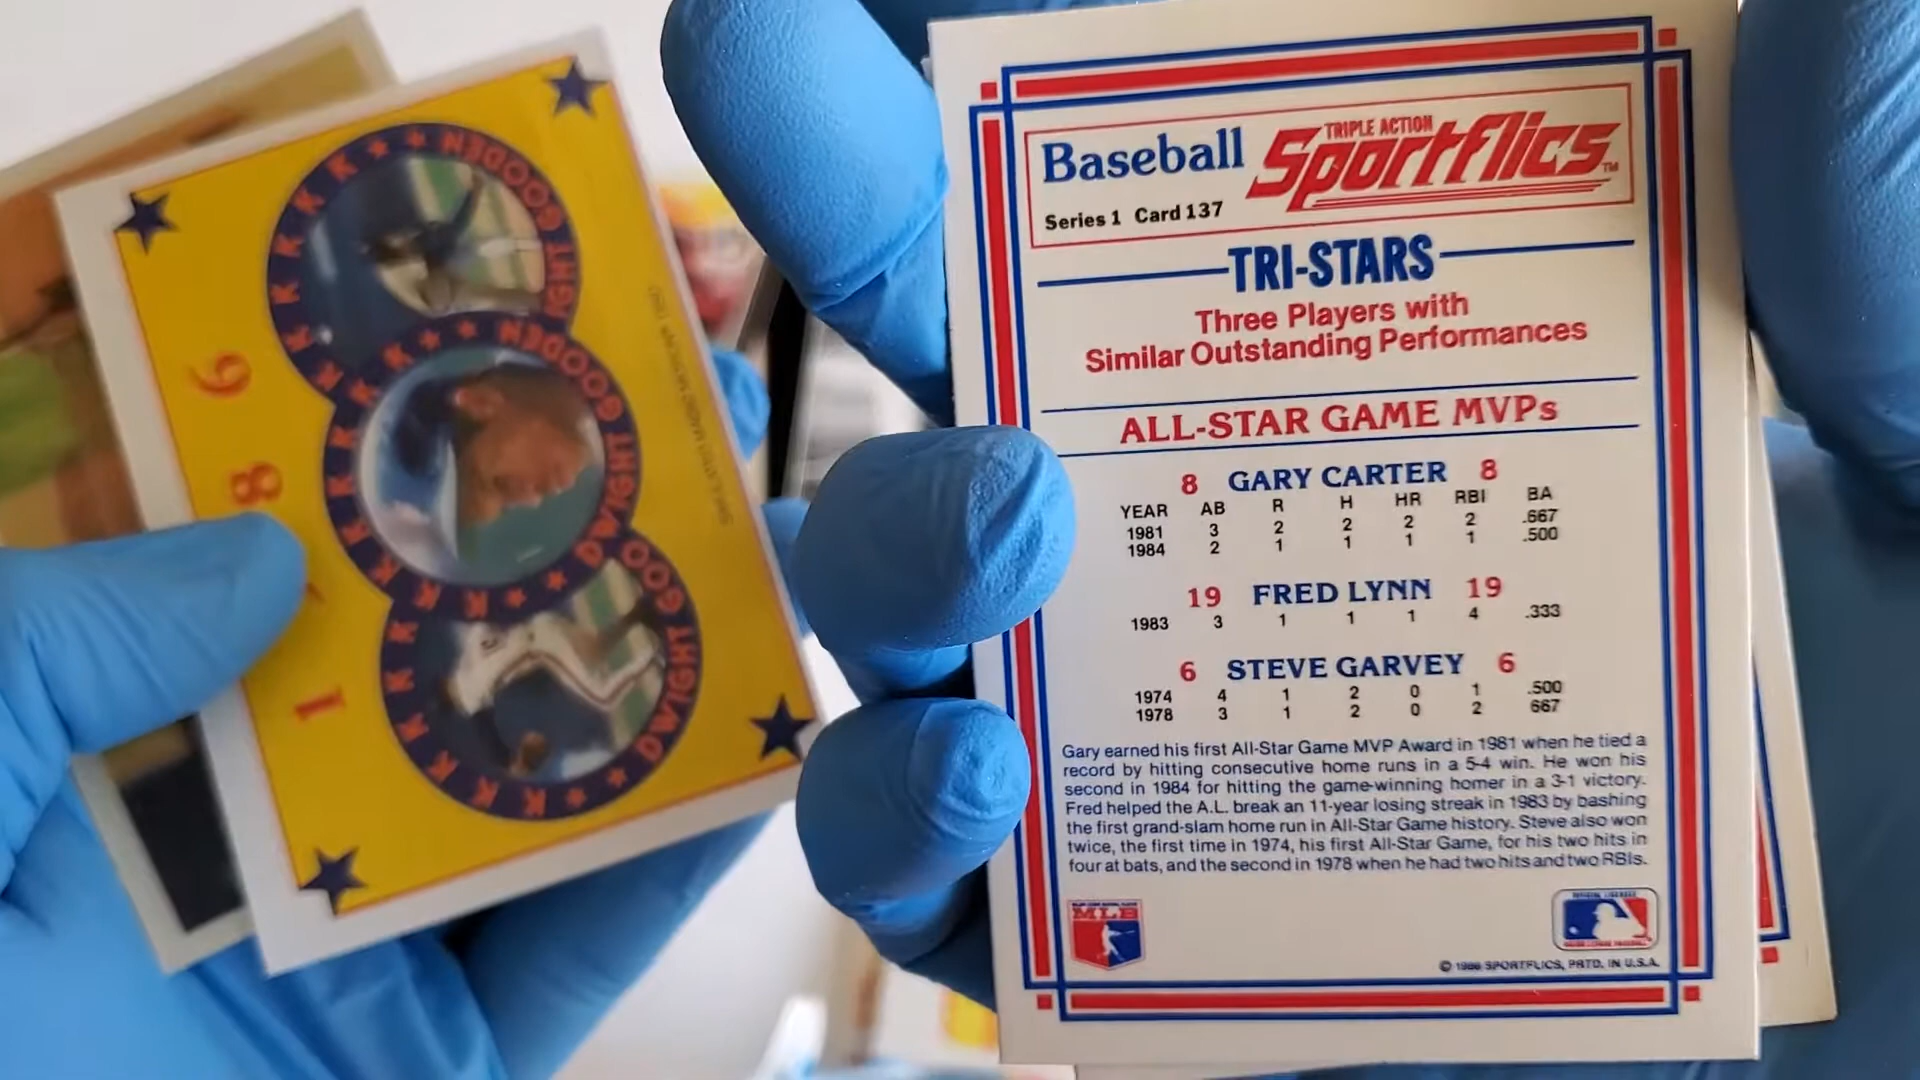 K K K K K K ★ ★ DWIGHT GOODEN
K K K K K K ★ ★ DWIGHT GOODEN
K K K K K K ★ ★ DWIGHT GOO
1 8 6
Baseball TRIPLE ACTION Sportflics™
Series 1 Card 137
TRI-STARS
Three Players with
Similar Outstanding Performances
ALL-STAR GAME MVPs
8 GARY CARTER 8
YEAR AB R H HR RBI BA
1981 3 2 2 2 2 .667
1984 2 1 1 1 1 .500
19 FRED LYNN 19
1983 3 1 1 1 4 .333
6 STEVE GARVEY 6
1974 4 1 2 0 1 .500
1978 3 1 2 0 2 667
Gary earned his first All-Star Game MVP Award in 1981 when he tied a
record by hitting consecutive home runs in a 5-4 win. He won his
second in 1984 for hitting the game-winning homer in a 3-1 victory.
Fred helped the A.L. break an 11-year losing streak in 1983 by bashing
the first grand-slam home run in All-Star Game history. Steve also won
twice, the first time in 1974, his first All-Star Game, for his two hits in
four at bats, and the second in 1978 when he had two hits and two RBIs.
MLB
© 1986 SPORTFLICS, PRTD. IN U.S.A.